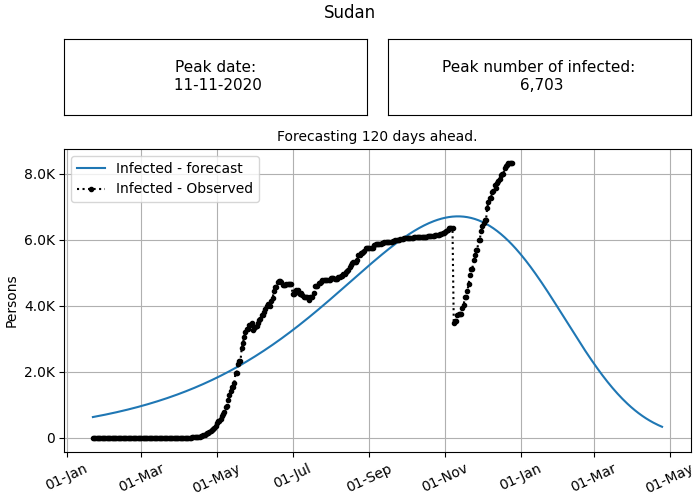 Sudan
Peak date:
11-11-2020
Peak number of infected:
6,703
Forecasting 120 days ahead.
Infected - forecast
Infected - Observed
8.0K
6.0K
4.0K
2.0K
0
Persons
01-Jan
01-Mar
01-May
01-Jul
01-Sep
01-Nov
01-Jan
01-Mar
01-May